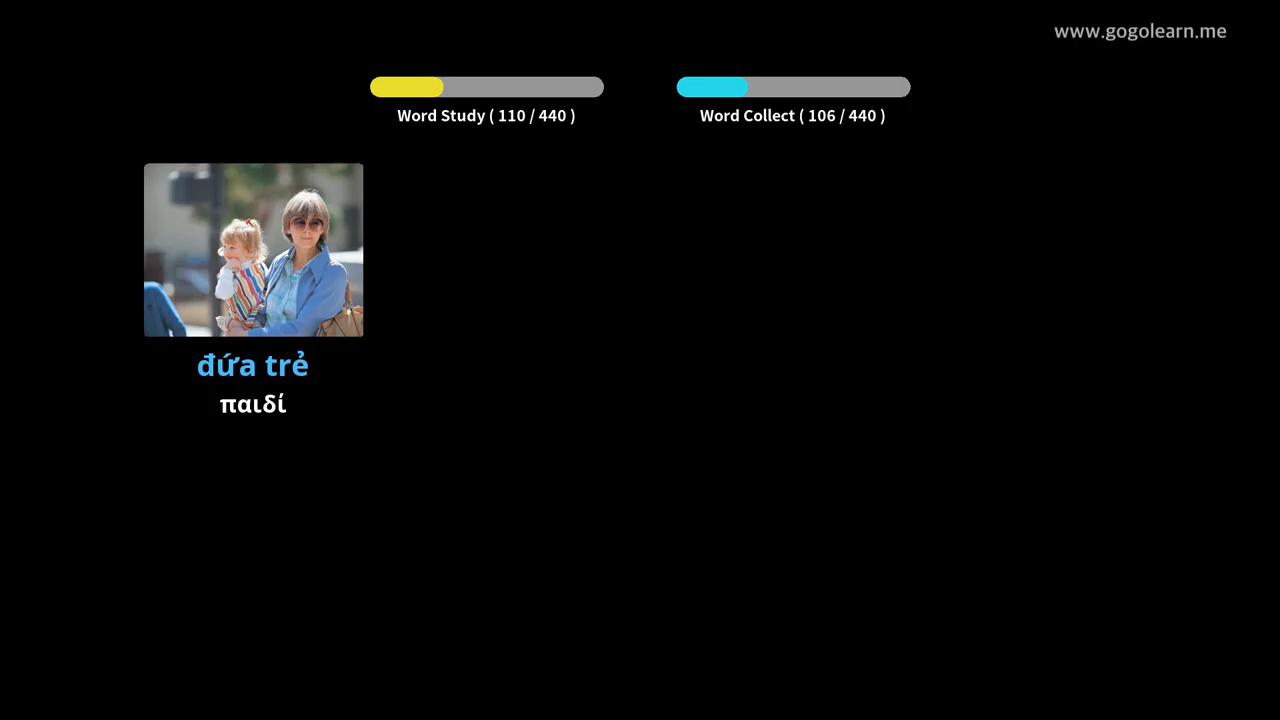 www.gogolearn.me
Word Study ( 110 / 440 )
Word Collect ( 106 / 440 )
đứa trẻ
παιδί